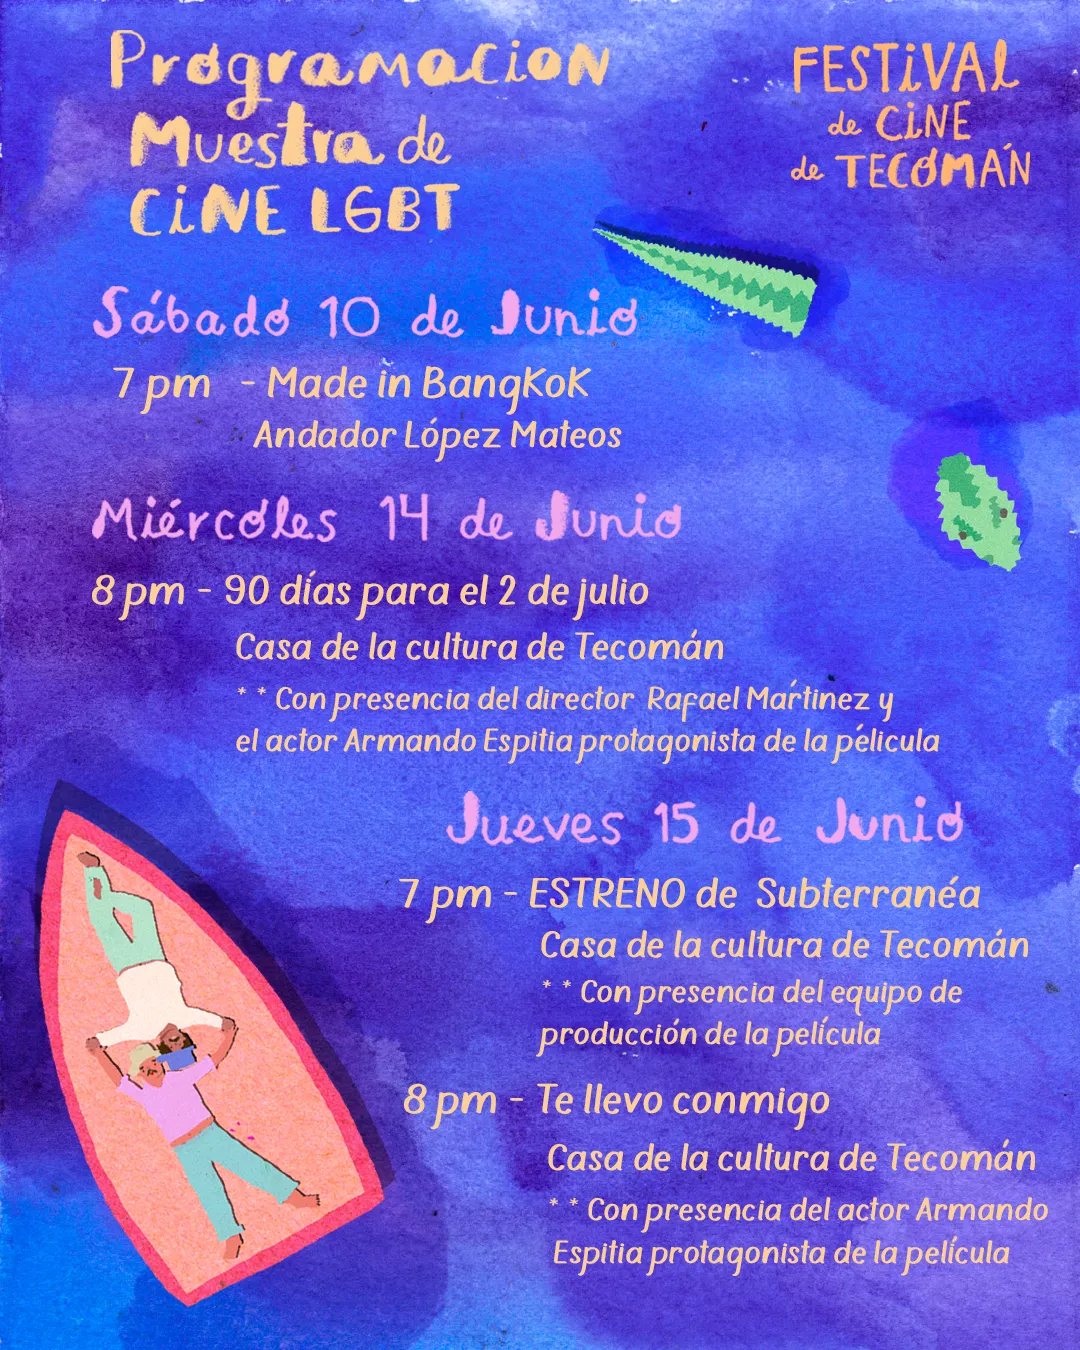 Programacion
Muestra de
CiNE LGBT
FESTiVAl
de CiNE
de TECOMÁN
Sábado 10 de Junio
7 pm - Made in BangKoK
Andador López Mateos
Miércoles 14 de Junio
8 pm - 90 días para el 2 de julio
Casa de la cultura de Tecomán
* * Con presencia del director Rafael Martinez y
el actor Armando Espitia protagonista de la pélicula
Jueves 15 de Junio
7 pm - ESTRENO de Subterranéa
Casa de la cultura de Tecomán
* * Con presencia del equipo de
producción de la película
8 pm - Te llevo conmigo
Casa de la cultura de Tecomán
* * Con presencia del actor Armando
Espitia protagonista de la película